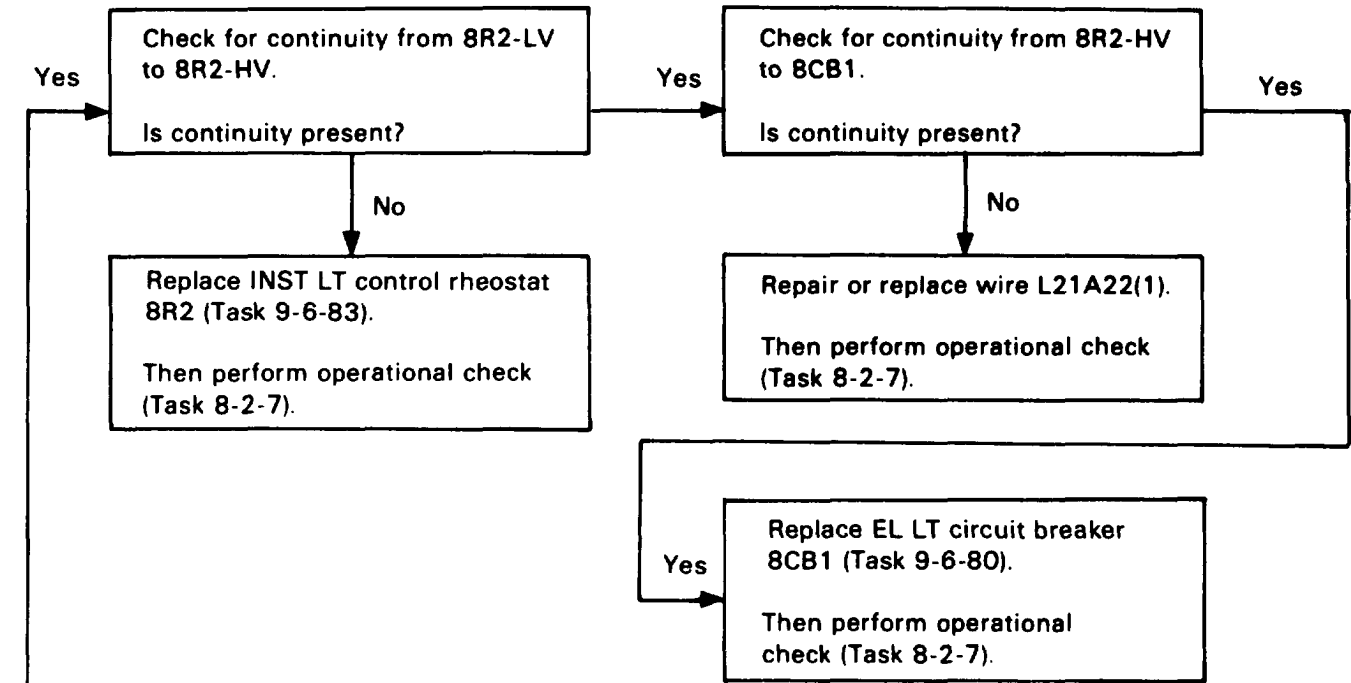 Yes
Check for continuity from 8R2-LV
to 8R2-HV.
Is continuity present?
Yes
Check for continuity from 8R2-HV
to 8CB1.
Is continuity present?
Yes
No
Replace INST LT control rheostat
8R2 (Task 9-6-83).
Then perform operational check
(Task 8-2-7).
No
Repair or replace wire L21A22(1).
Then perform operational check
(Task 8-2-7).
Yes
Replace EL LT circuit breaker
8CB1 (Task 9-6-80).
Then perform operational
check (Task 8-2-7).